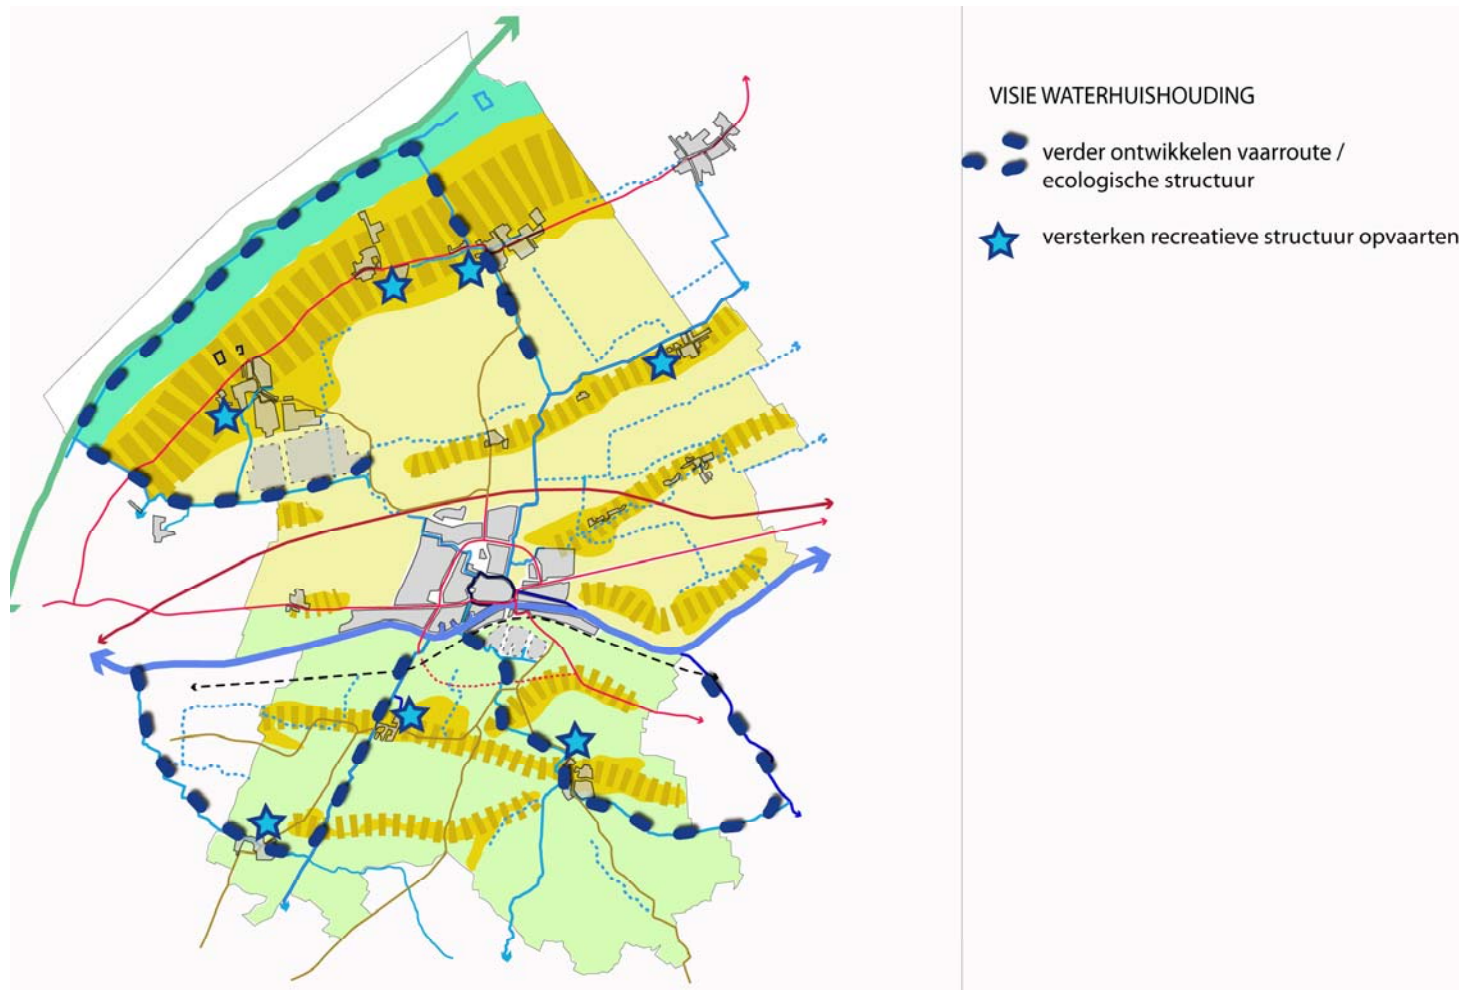 VISIE WATERHUISHOUDING
verder ontwikkelen vaarroute /
ecologische structuur
versterken recreatieve structuur opvaarten